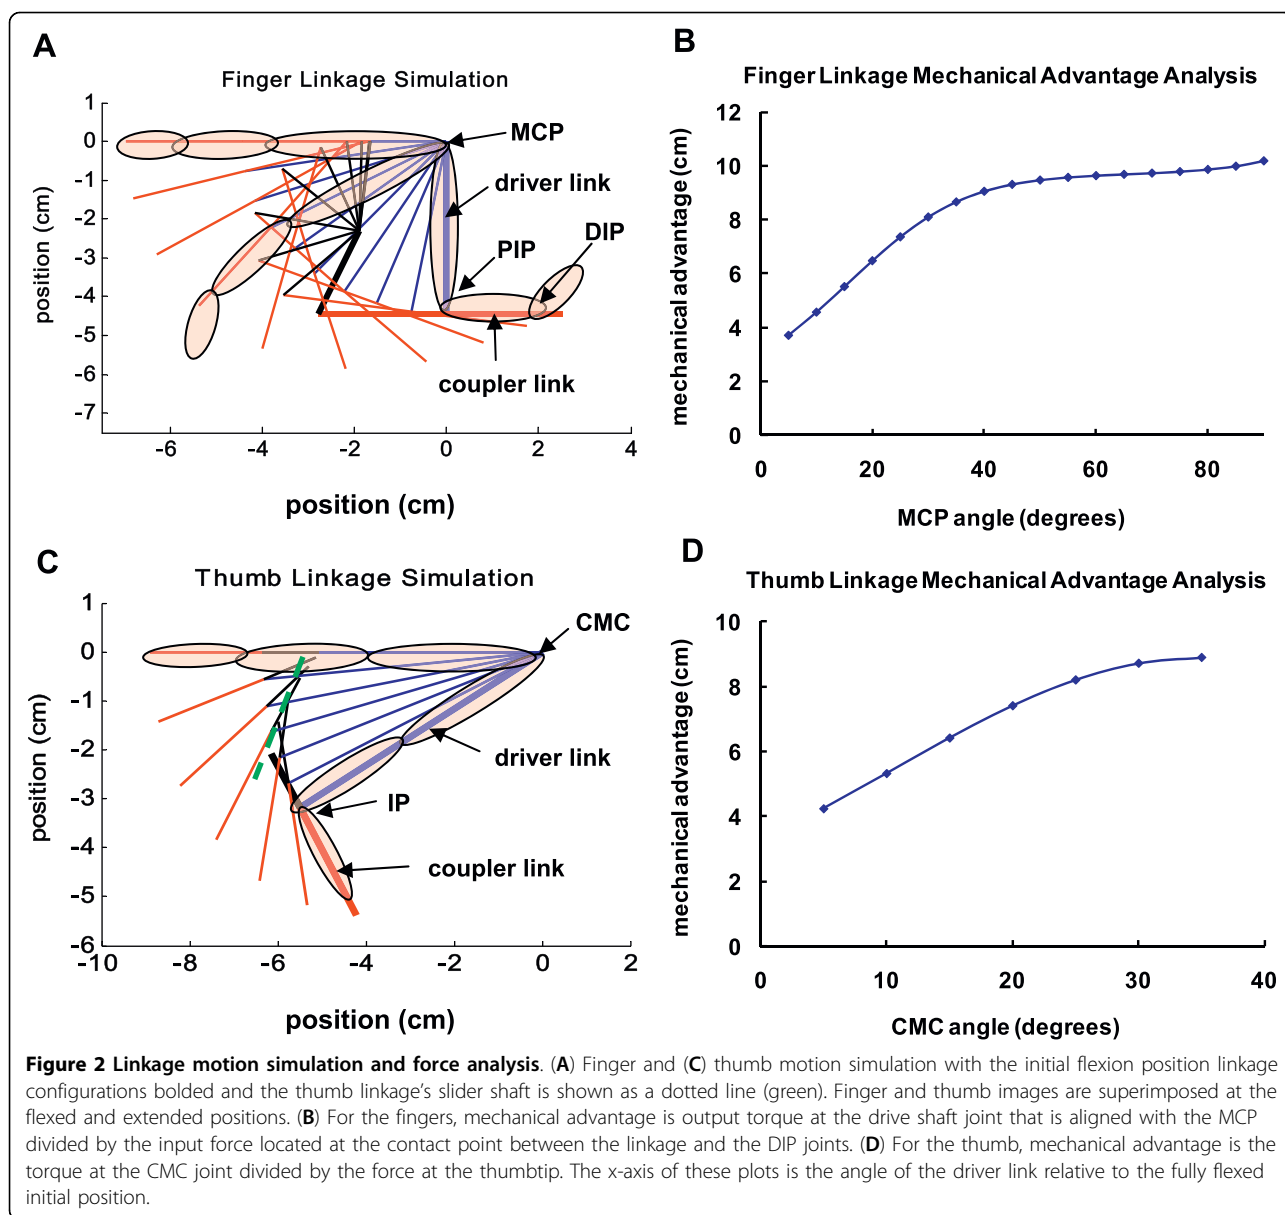 A
Finger Linkage Simulation
1
0
-1
-2
-3
-4
-5
-6
-7
-6
-4
-2
0
2
4
position (cm)
position (cm)
MCP
driver link
DIP
PIP
coupler link
B
Finger Linkage Mechanical Advantage Analysis
12
10
8
6
4
2
0
0
20
40
60
80
mechanical advantage (cm)
MCP angle (degrees)
C
Thumb Linkage Simulation
1
0
-1
-2
-3
-4
-5
-6
-10
-8
-6
-4
-2
0
2
position (cm)
position (cm)
CMC
driver link
IP
coupler link
D
Thumb Linkage Mechanical Advantage Analysis
10
8
6
4
2
0
0
10
20
30
40
mechanical advantage (cm)
CMC angle (degrees)
Figure 2 Linkage motion simulation and force analysis. (A) Finger and (C) thumb motion simulation with the initial flexion position linkage
configurations bolded and the thumb linkage's slider shaft is shown as a dotted line (green). Finger and thumb images are superimposed at the
flexed and extended positions. (B) For the fingers, mechanical advantage is output torque at the drive shaft joint that is aligned with the MCP
divided by the input force located at the contact point between the linkage and the DIP joints. (D) For the thumb, mechanical advantage is the
torque at the CMC joint divided by the force at the thumbtip. The x-axis of these plots is the angle of the driver link relative to the fully flexed
initial position.